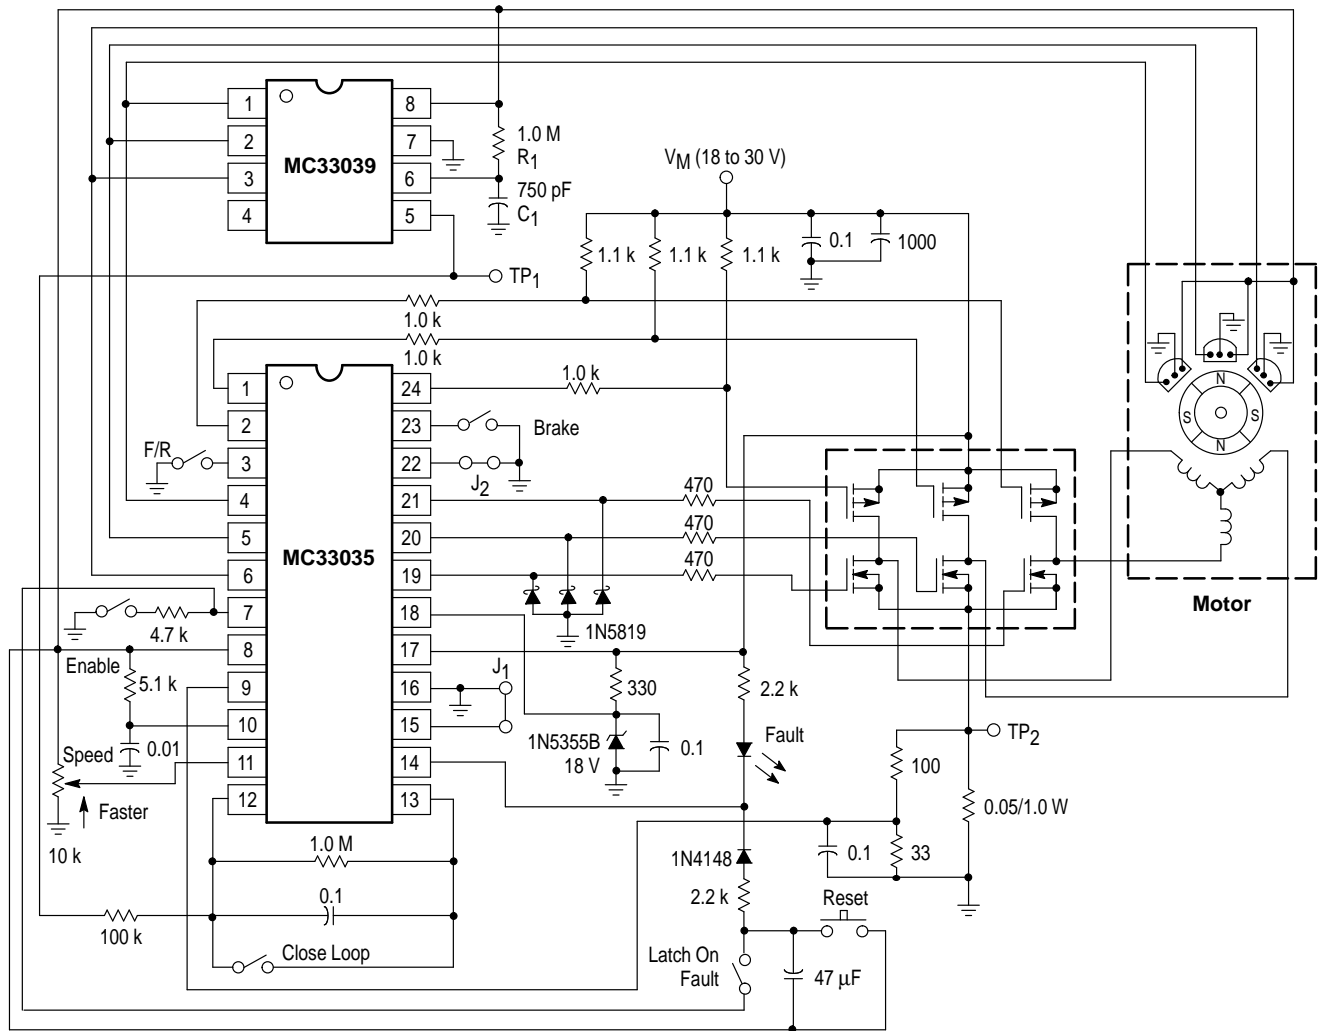 1
2
3
4
MC33039
8
7
6
5
1.0 M
R1
750 pF
C1
TP1
VM (18 to 30 V)
1.1 k
1.1 k
1.1 k
0.1
1000
1.0 k
1.0 k
1.0 k
1
2
3
4
5
6
7
8
9
10
11
12
MC33035
24
23
22
21
20
19
18
17
16
15
14
13
F/R
Brake
J2
470
470
470
1N5819
4.7 k
Enable
5.1 k
0.01
Speed
Faster
10 k
J1
330
1N5355B
18 V
0.1
2.2 k
Fault
TP2
100
0.05/1.0 W
0.1
33
1N4148
2.2 k
Reset
Latch On
Fault
47 µF
1.0 M
0.1
100 k
Close Loop
N
S
S
N
Motor